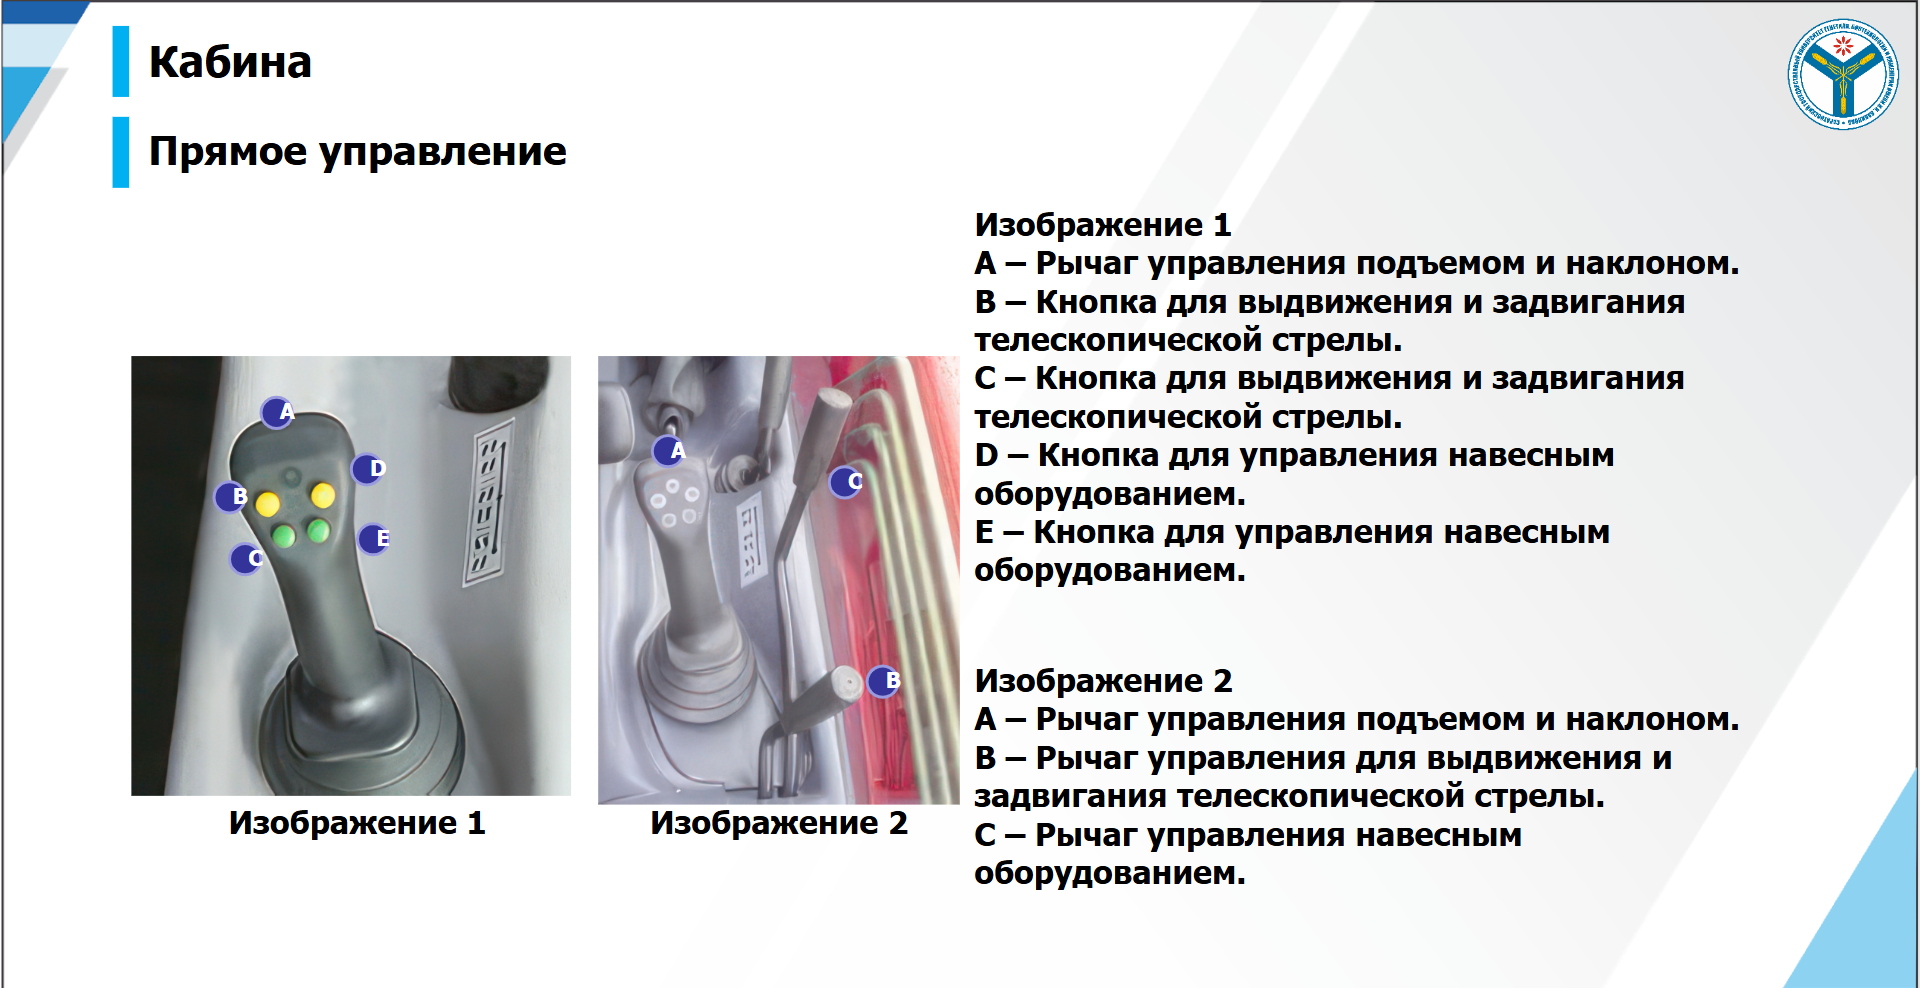 Кабина
Прямое управление
Изображение 1
A – Рычаг управления подъемом и наклоном.
B – Кнопка для выдвижения и задвигания
телескопической стрелы.
C – Кнопка для выдвижения и задвигания
телескопической стрелы.
D – Кнопка для управления навесным
оборудованием.
E – Кнопка для управления навесным
оборудованием.
Изображение 2
A – Рычаг управления подъемом и наклоном.
B – Рычаг управления для выдвижения и
задвигания телескопической стрелы.
C – Рычаг управления навесным
оборудованием.
A
D
B
E
C
A
C
B
Изображение 1
Изображение 2